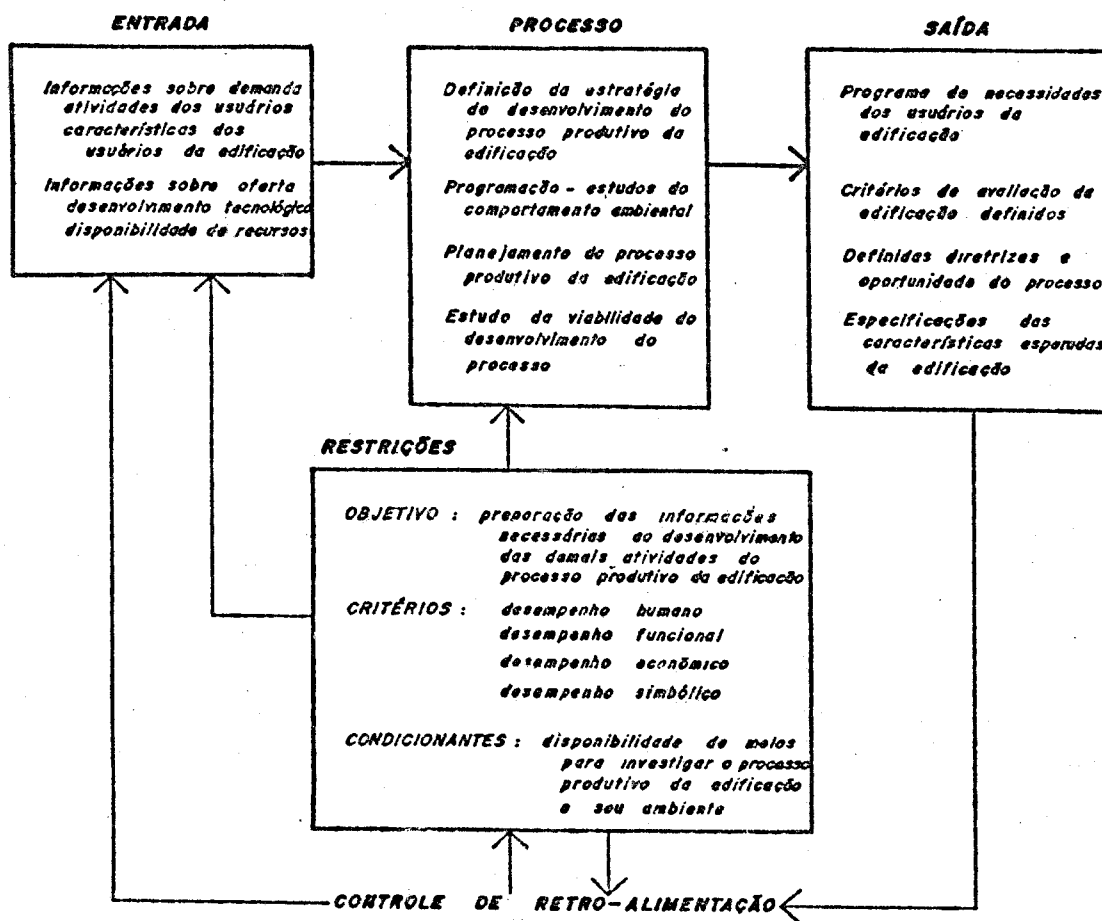 ENTRADA
Informações sobre demanda
atividades dos usuários
características dos
usuários da edificação
Informações sobre oferta
desenvolvimento tecnológico
disponibilidade de recursos
PROCESSO
Definição da estratégia
de desenvolvimento do
processo produtivo da
edificação
Programação - estudos do
comportamento ambiental
Planejamento do processo
produtivo da edificação
Estudo da viabilidade do
desenvolvimento do
processo
SAÍDA
Programa de necessidades
dos usuários da
edificação
Critérios de avaliação da
edificação definidos
Definidas diretrizes e
oportunidade do processo
Especificações das
características esperadas
da edificação
RESTRIÇÕES
OBJETIVO : preparação das informações
necessárias ao desenvolvimento
das demais atividades do
processo produtivo da edificação
CRITÉRIOS : desempenho humano
desempenho funcional
desempenho econômico
desempenho simbólico
CONDICIONANTES : disponibilidade de meios
para investigar o processo
produtivo da edificação
e seu ambiente
CONTROLE DE RETRO-ALIMENTAÇÃO